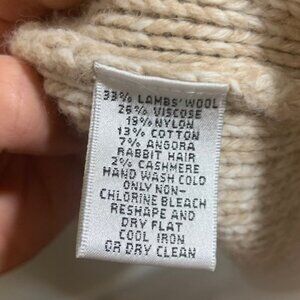 33% LAMBS' WOOL
26% VISCOSE
19% NYLON
13% COTTON
7% ANGORA
RABBIT HAIR
2% CASHMERE
HAND WASH COLD
ONLY NON-
CHLORINE BLEACH
RESHAPE AND
DRY FLAT
COOL IRON
OR DRY CLEAN